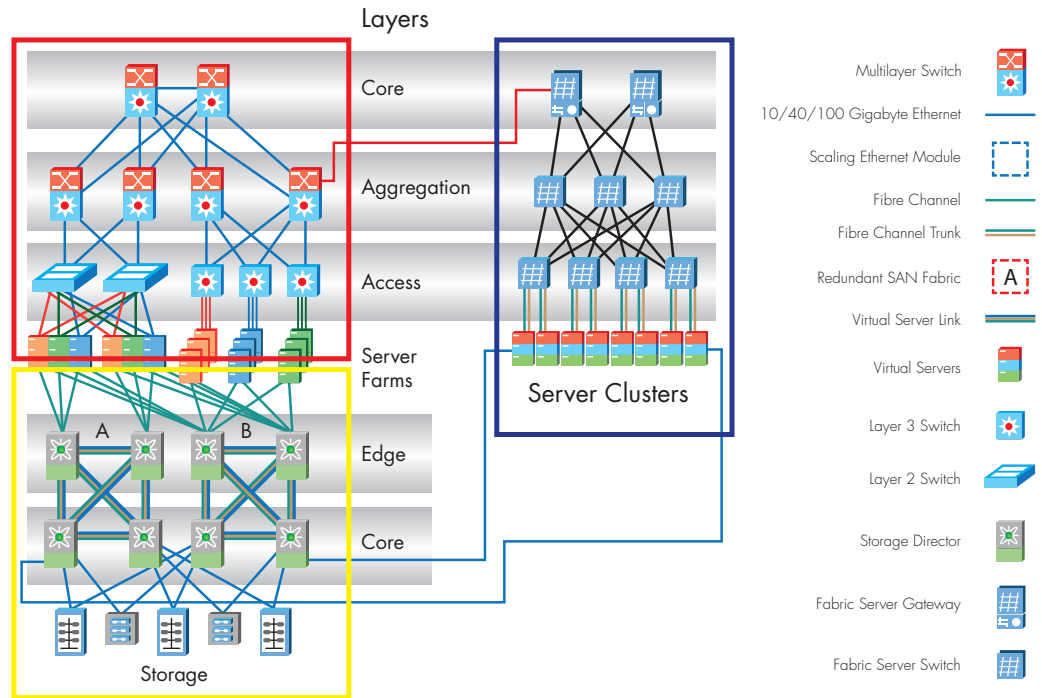 Layers
Core
Aggregation
Access
Server
Farms
Server Clusters
A
B
Edge
Core
Storage
Multilayer Switch
10/40/100 Gigabyte Ethernet
Scaling Ethernet Module
Fibre Channel
Fibre Channel Trunk
Redundant SAN Fabric
A
Virtual Server Link
Virtual Servers
Layer 3 Switch
Layer 2 Switch
Storage Director
Fabric Server Gateway
Fabric Server Switch